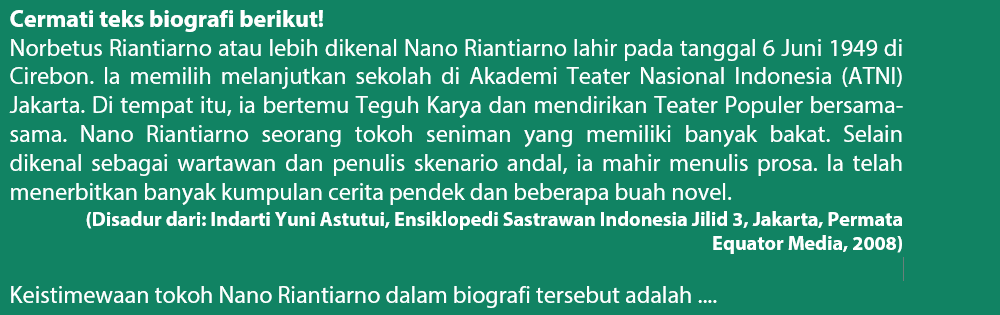 Cermati teks biografi berikut!
Norbetus Riantiarno atau lebih dikenal Nano Riantiarno lahir pada tanggal 6 Juni 1949 di
Cirebon. Ia memilih melanjutkan sekolah di Akademi Teater Nasional Indonesia (ATNI)
Jakarta. Di tempat itu, ia bertemu Teguh Karya dan mendirikan Teater Populer bersama-
sama. Nano Riantiarno seorang tokoh seniman yang memiliki banyak bakat. Selain
dikenal sebagai wartawan dan penulis skenario andal, ia mahir menulis prosa. Ia telah
menerbitkan banyak kumpulan cerita pendek dan beberapa buah novel.
(Disadur dari: Indarti Yuni Astutui, Ensiklopedi Sastrawan Indonesia Jilid 3, Jakarta, Permata
Equator Media, 2008)
Keistimewaan tokoh Nano Riantiarno dalam biografi tersebut adalah ....